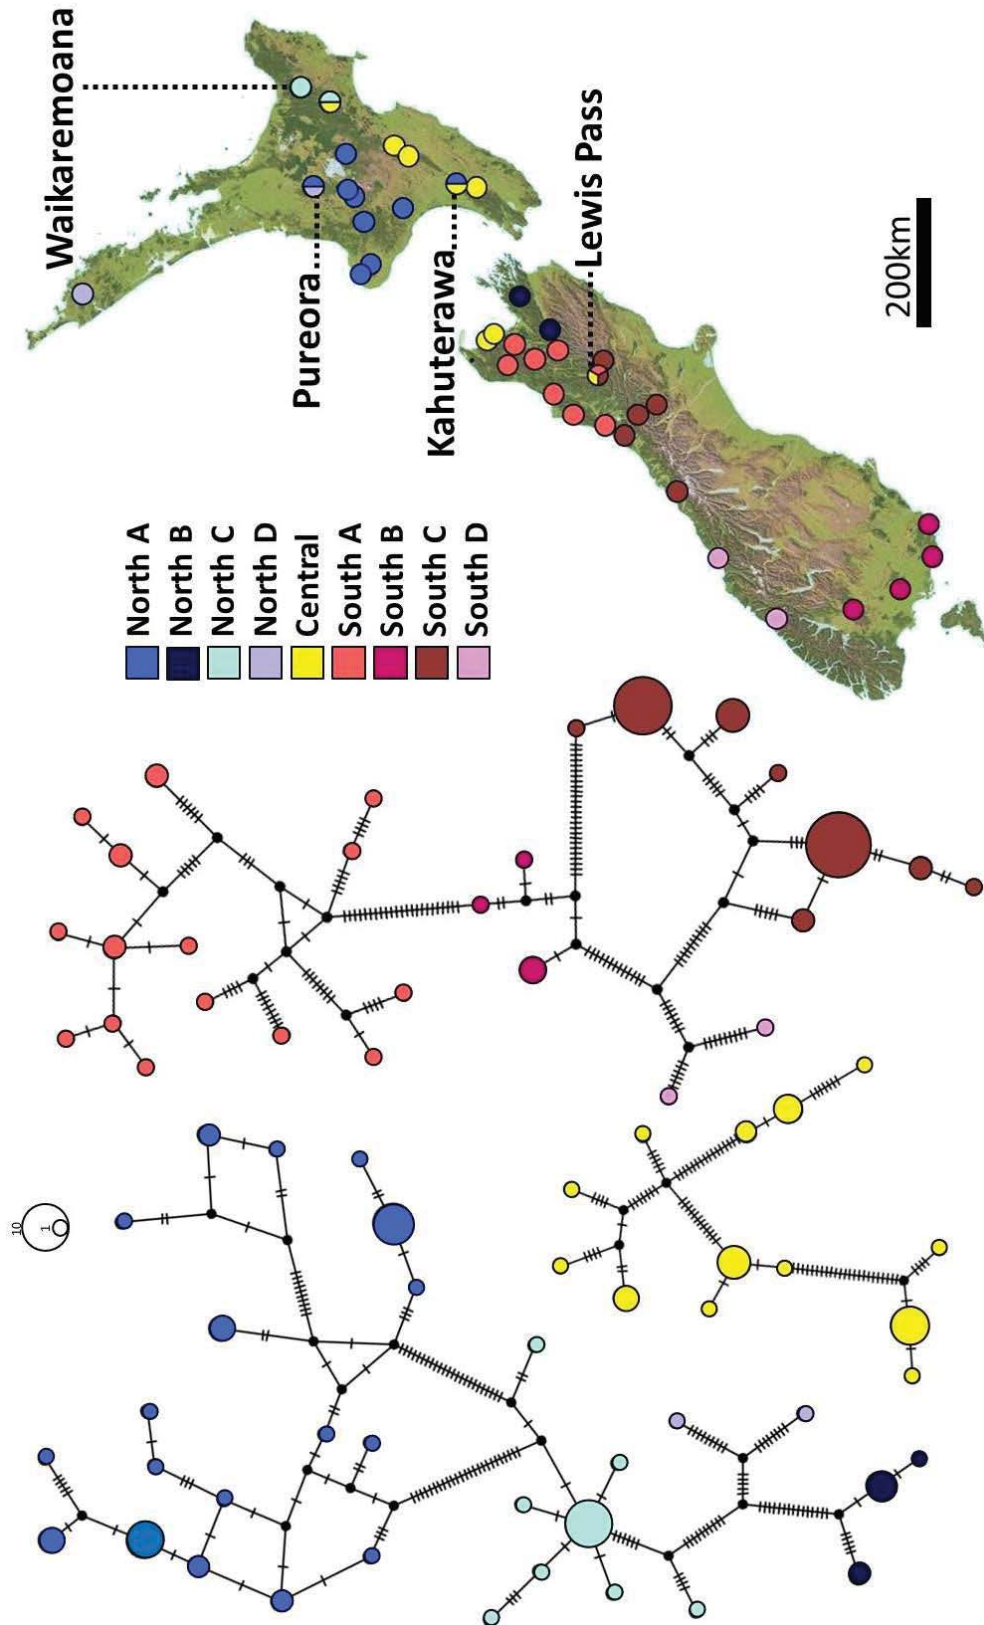 Waikaremoana
Pureora
Kahuterawa
Lewis Pass
200km
North A
North B
North C
North D
Central
South A
South B
South C
South D
10
1